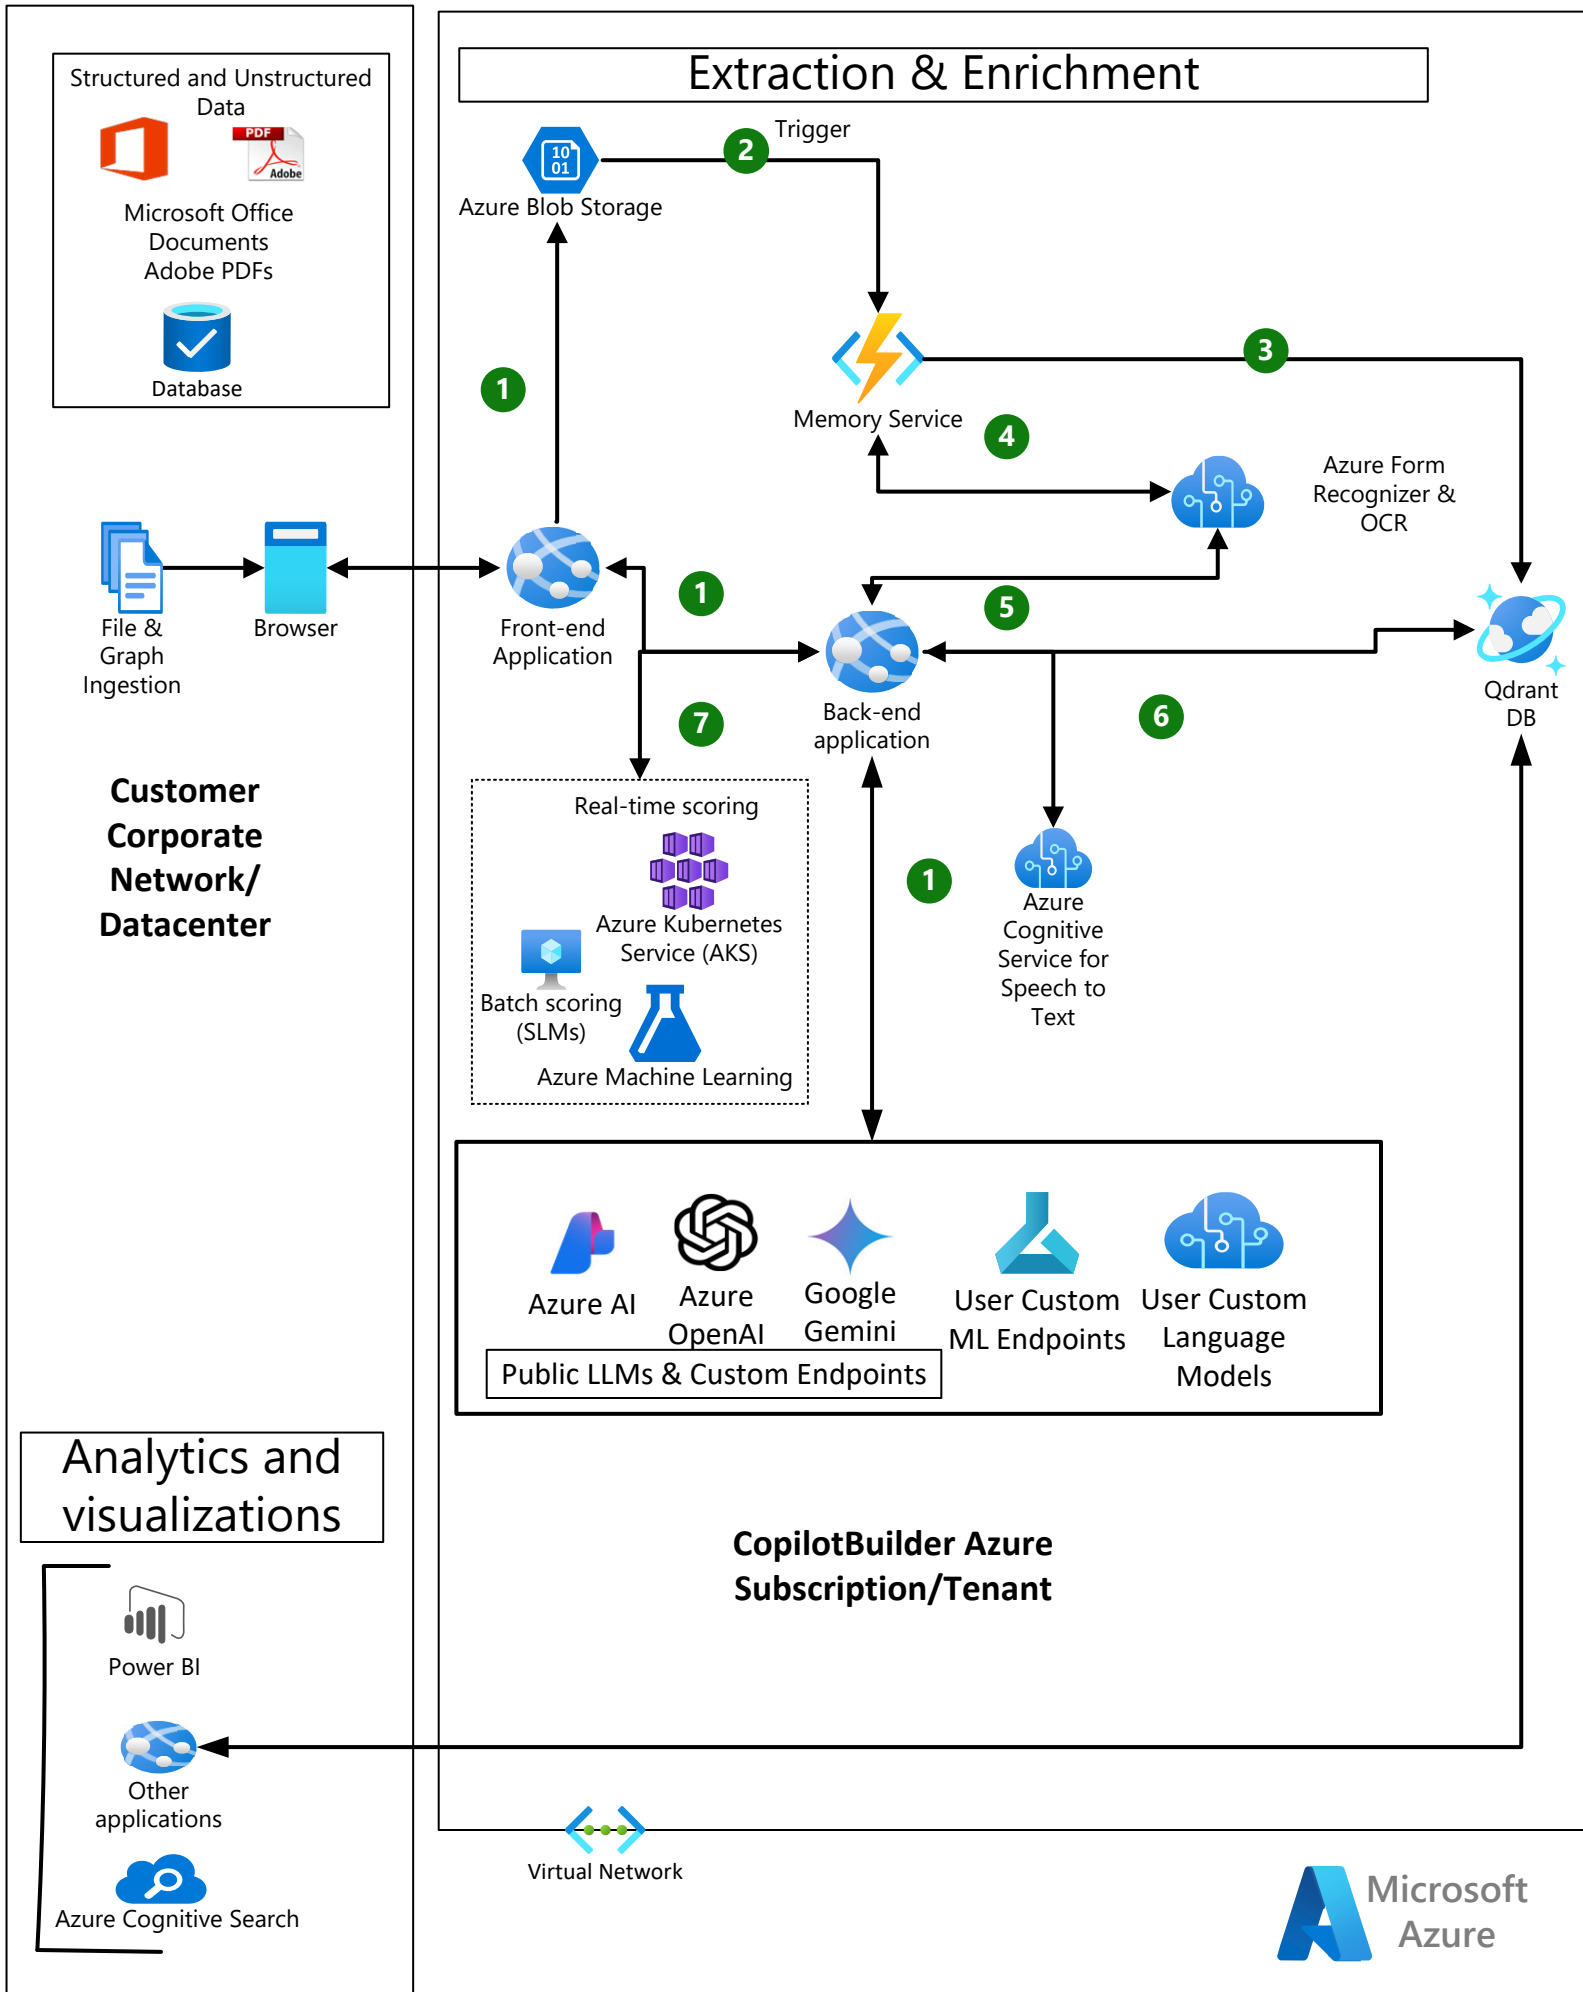 Structured and Unstructured
Data
PDF
Adobe
Microsoft Office
Documents
Adobe PDFs
Database
File &
Graph
Ingestion
Browser
Customer
Corporate
Network/
Datacenter
Analytics and
visualizations
Power BI
Other
applications
Azure Cognitive Search
Extraction & Enrichment
10
01
Azure Blob Storage
2
Trigger
1
Memory Service
3
4
Azure Form
Recognizer &
OCR
Front-end
Application
1
5
Back-end
application
Qdrant
DB
6
7
Real-time scoring
Azure Kubernetes
Service (AKS)
Batch scoring
(SLMs)
Azure Machine Learning
1
Azure
Cognitive
Service for
Speech to
Text
Azure AI
Azure
OpenAI
Google
Gemini
User Custom
ML Endpoints
User Custom
Language
Models
Public LLMs & Custom Endpoints
CopilotBuilder Azure
Subscription/Tenant
Virtual Network
Microsoft
Azure